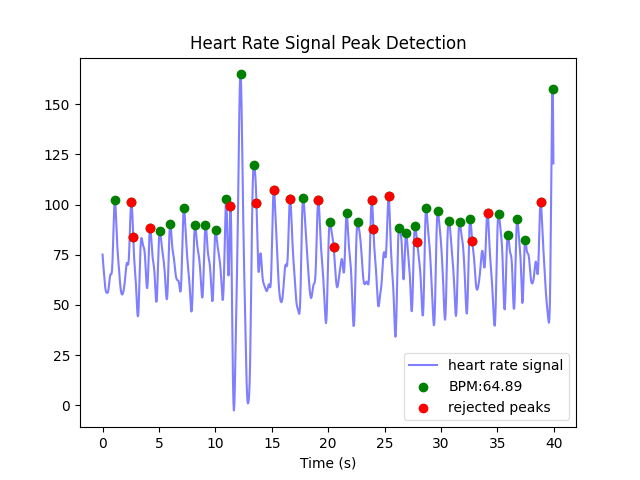 Heart Rate Signal Peak Detection
150
125
100
75
50
25
0
heart rate signal
BPM:64.89
rejected peaks
0 5 10 15 20 25 30 35 40
Time (s)